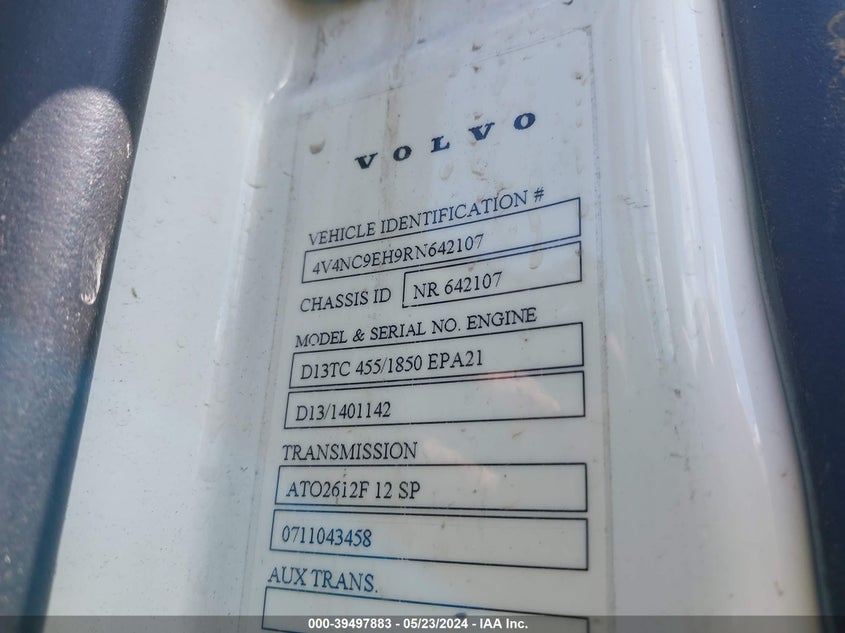 VOLVO
VEHICLE IDENTIFICATION #
4V4NC9EH9RN642107
CHASSIS ID NR 642107
MODEL & SERIAL NO. ENGINE
D13TC 455/1850 EPA21
D13/1401142
TRANSMISSION
ATO2612F 12 SP
0711043458
AUX TRANS.
000-39497883 - 05/23/2024 - IAA Inc.